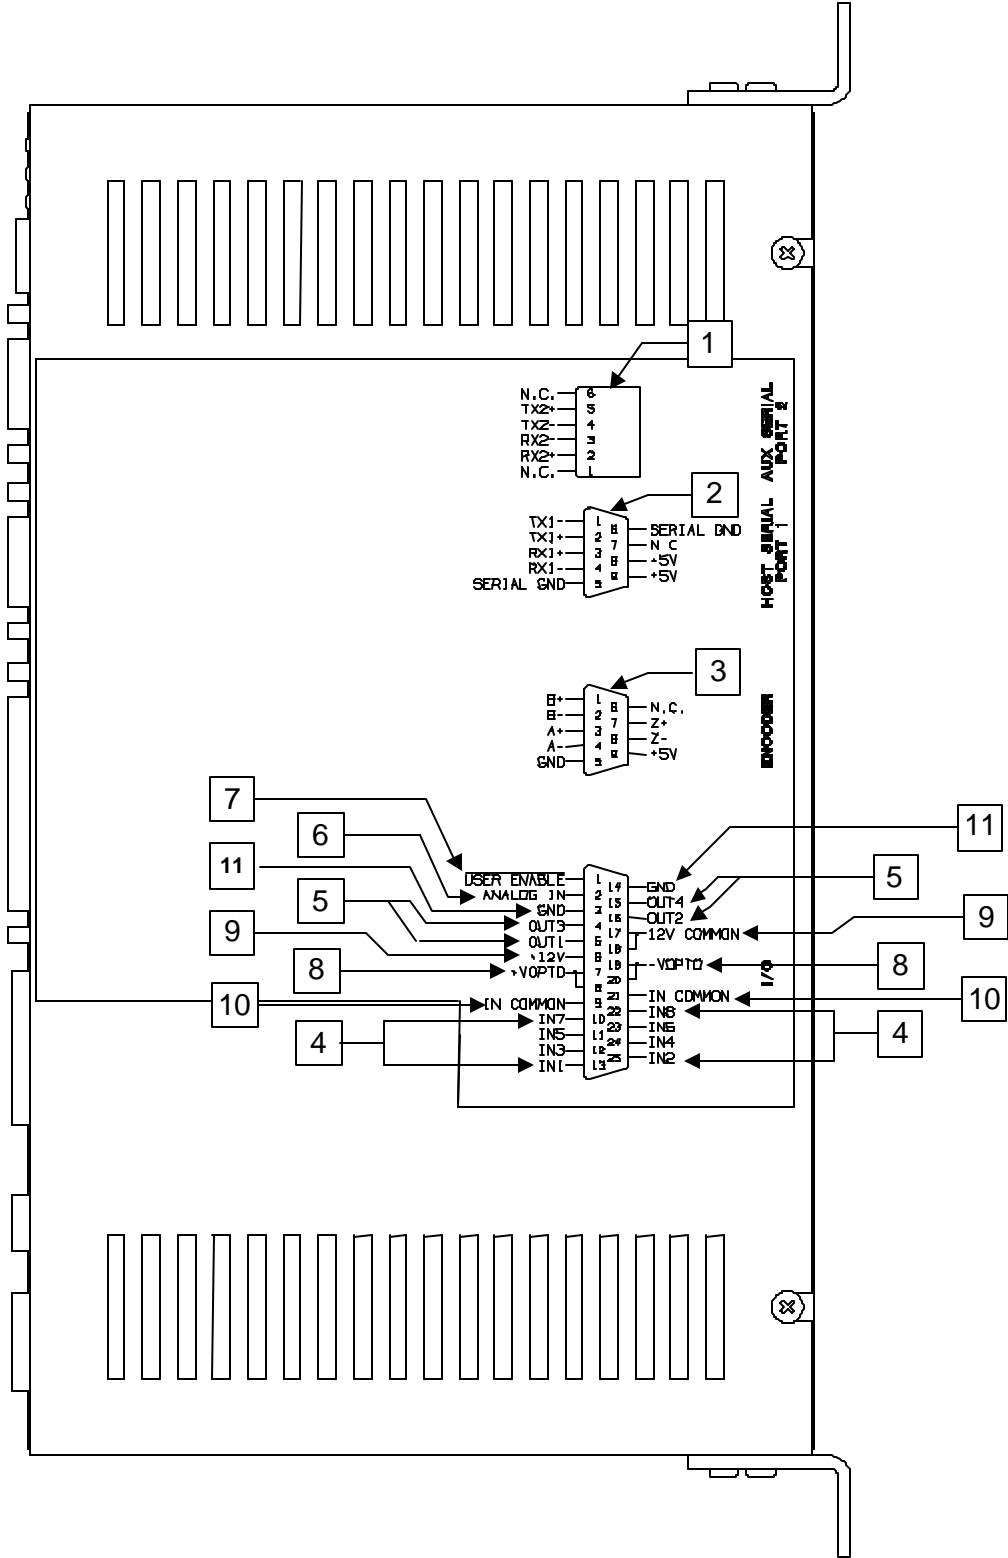 1
N.C. 6
TX2+ 5
TX2- 4
RX2- 3
RX2+ 2
N.C. 1
AUX SERIAL
PORT 2
2
TX1- 1
TX1+ 2
RX1+ 3
RX1- 4
SERIAL GND 5
6 SERIAL GND
7 N C
8 +5V
9 +5V
HOST SERIAL
PORT 1
3
B+ 1
B- 2
A+ 3
A- 4
GND 5
6 N.C.
7 Z+
8 Z-
9 +5V
ENCODER
7
6
11
5
9
8
10
4
USER ENABLE 1
ANALOG IN 2
GND 3
OUT3 4
OUT1 5
+12V 6
+VOPTO 7
8
IN COMMON 9
IN7 10
IN5 11
IN3 12
IN1 13
14 GND
15 OUT4
16 OUT2
17 12V COMMON
18
19 -VOPTO
20
21 IN COMMON
22 IN8
23 IN6
24 IN4
25 IN2
I/O
11
5
9
8
10
4